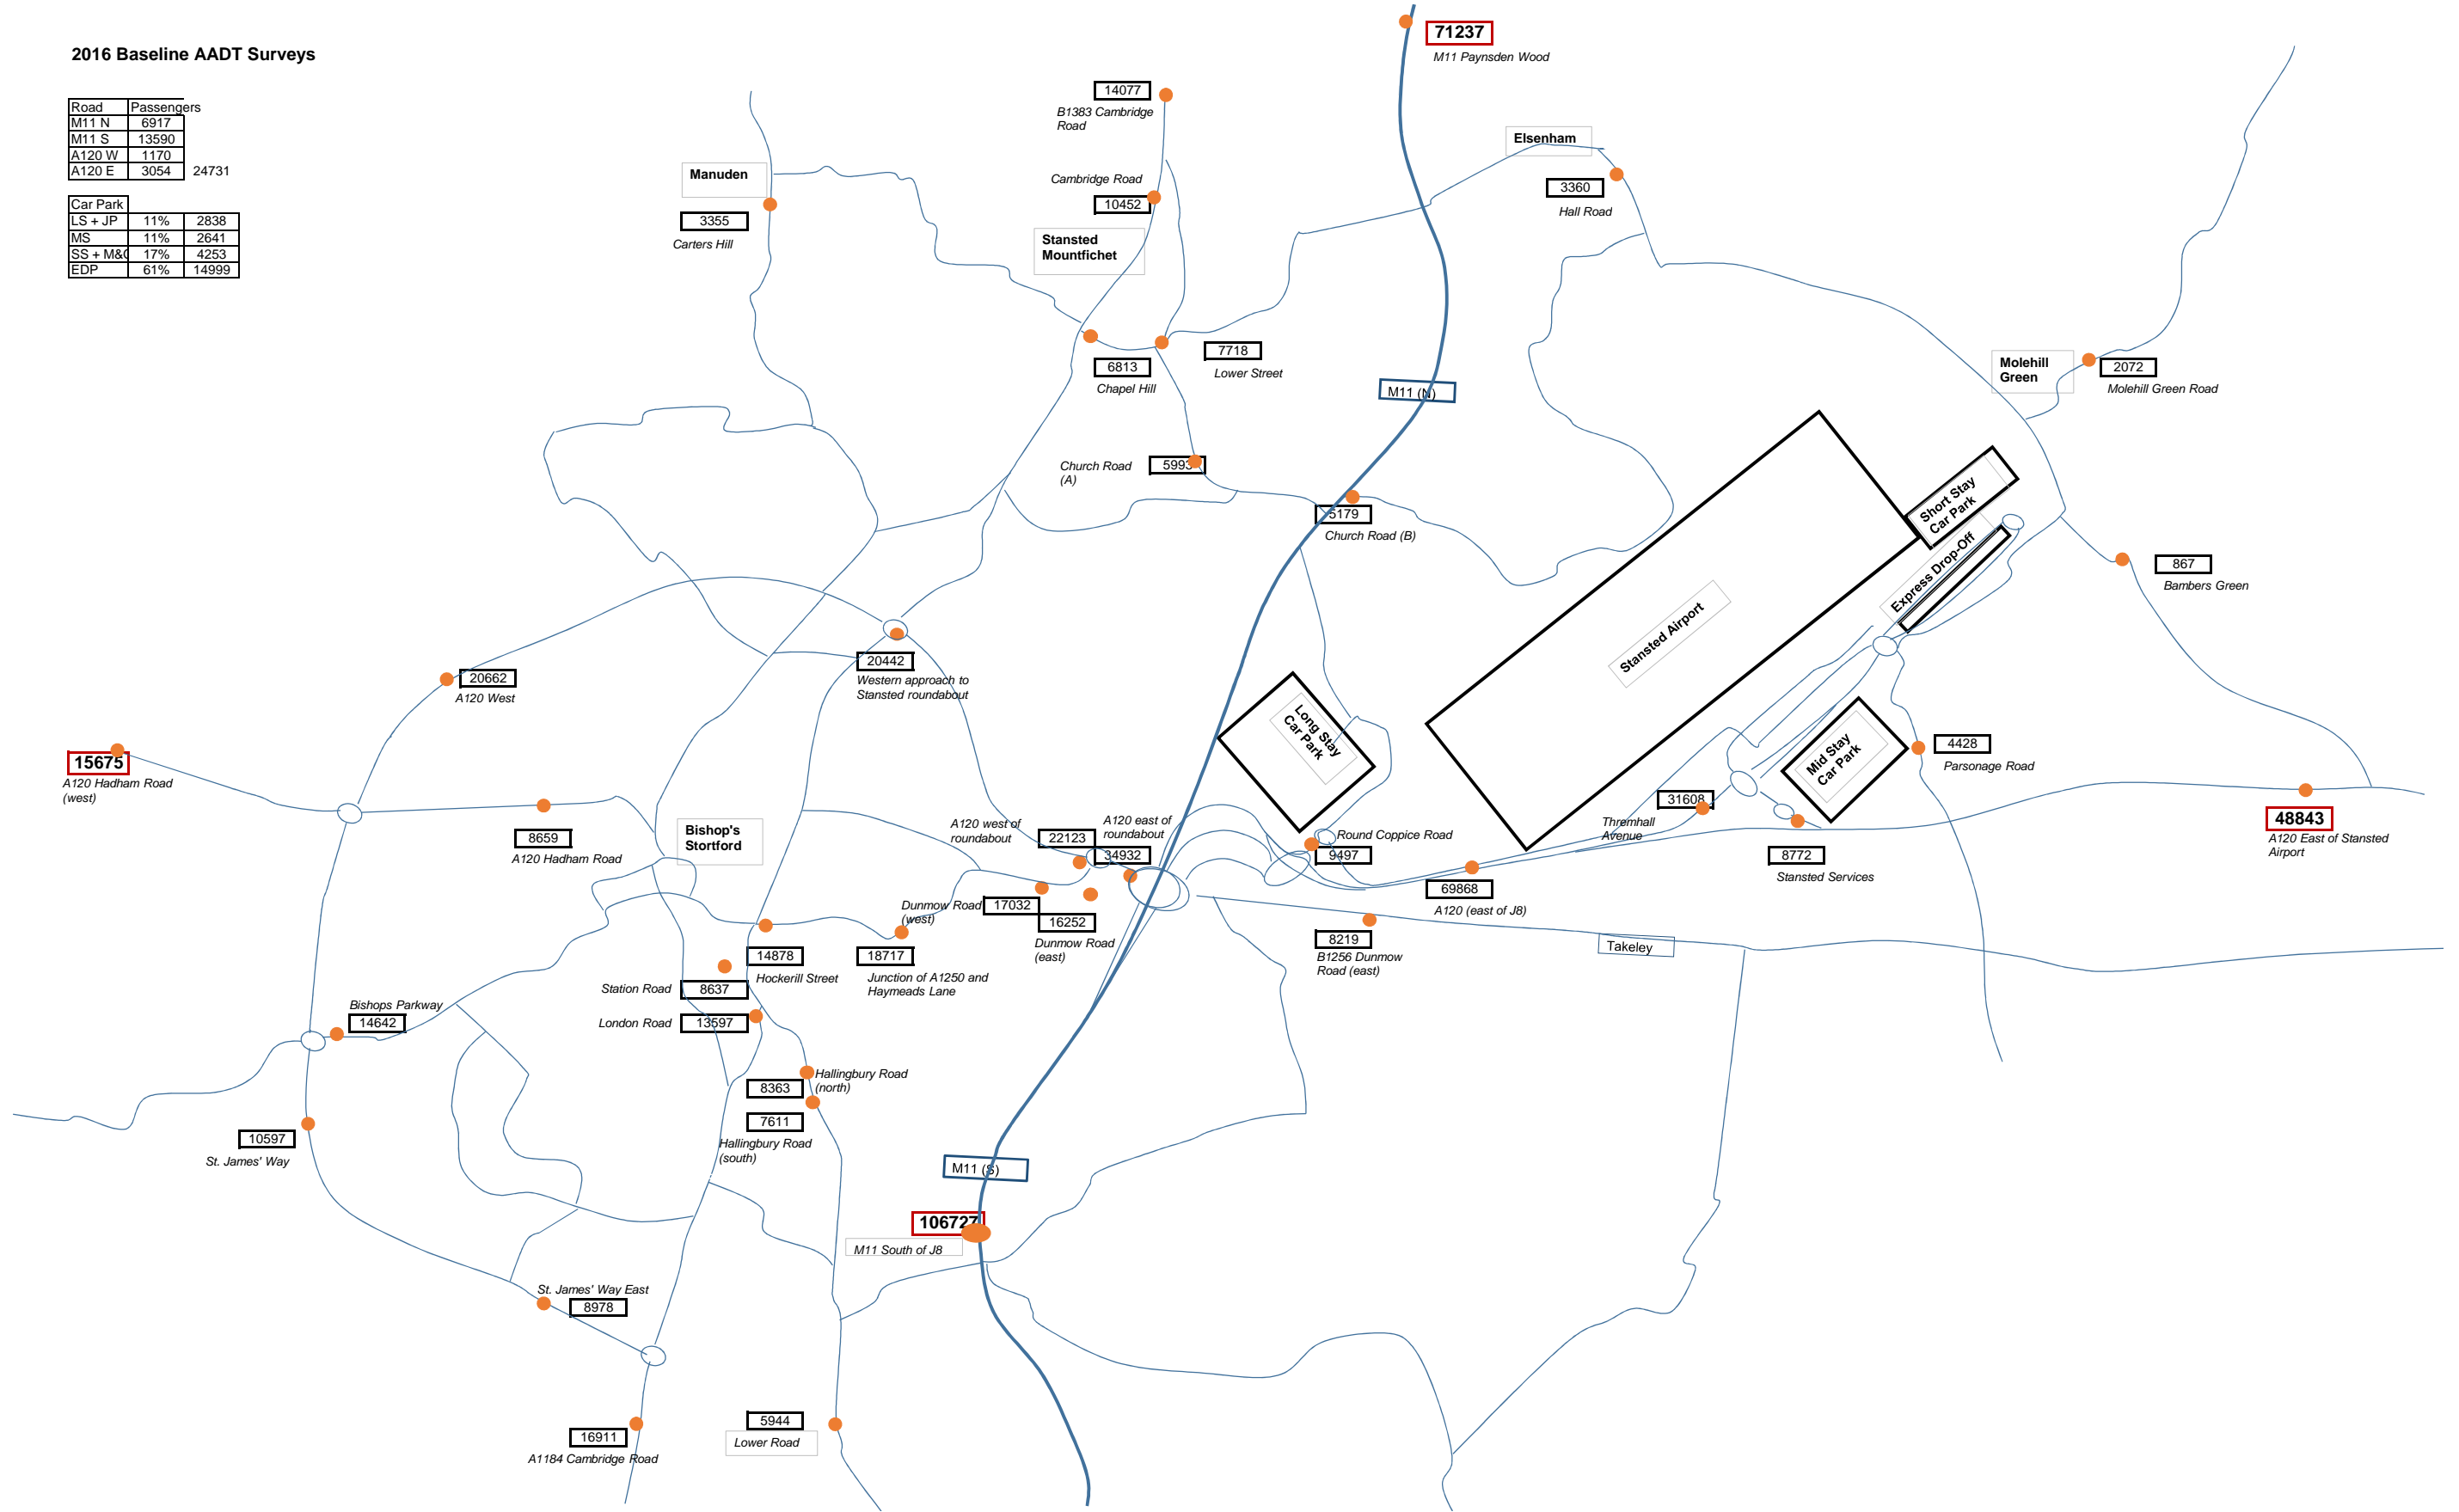 2016 Baseline AADT Surveys
Road Passengers
M11 N 6917
M11 S 13590
A120 W 1170
A120 E 3054 24731
Car Park
LS + JP 11% 2838
MS 11% 2641
SS + M&C 17% 4253
EDP 61% 14999
71237
M11 Paynsden Wood
14077
B1383 Cambridge
Road
Elsenham
Manuden
3355
Carters Hill
Cambridge Road
10452
Stansted
Mountfichet
3360
Hall Road
6813
Chapel Hill
7718
Lower Street
M11 (N)
Molehill
Green
2072
Molehill Green Road
Church Road
(A)
5993
5179
Church Road (B)
Short Stay
Car Park
Express Drop-Off
867
Bambers Green
Stansted Airport
20442
Western approach to
Stansted roundabout
20662
A120 West
Long Stay
Car Park
Mid Stay
Car Park
4428
Parsonage Road
15675
A120 Hadham Road
(west)
8659
A120 Hadham Road
Bishop's
Stortford
A120 west of
roundabout
22123
A120 east of
roundabout
34932
Round Coppice Road
9497
31608
Thremhall
Avenue
8772
Stansted Services
48843
A120 East of Stansted
Airport
69868
A120 (east of J8)
Dunmow Road
(west)
17032
16252
Dunmow Road
(east)
8219
B1256 Dunmow
Road (east)
Takeley
14878
Hockerill Street
18717
Junction of A1250 and
Haymeads Lane
Station Road
8637
London Road
13597
Bishops Parkway
14642
Hallingbury Road
(north)
8363
7611
Hallingbury Road
(south)
10597
St. James' Way
M11 (S)
106727
M11 South of J8
St. James' Way East
8978
16911
A1184 Cambridge Road
5944
Lower Road